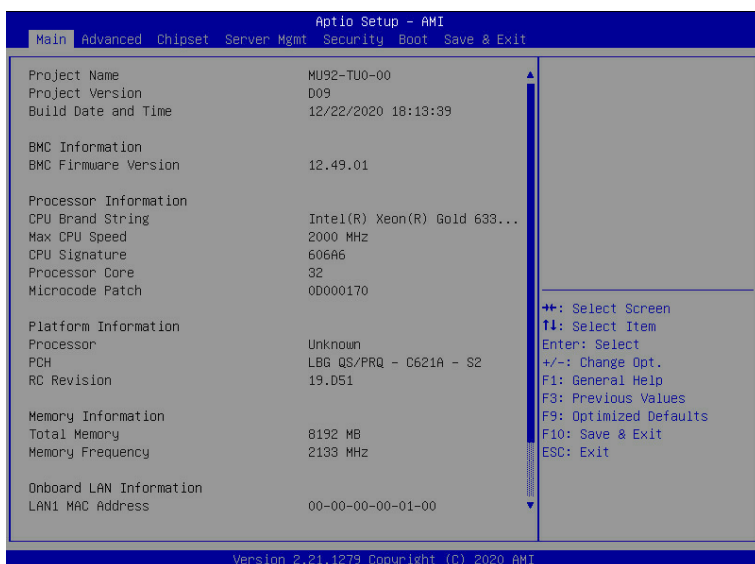 Aptio Setup – AMI
Main Advanced Chipset Server Mgmt Security Boot Save & Exit
Project Name MU92-TU0-00
Project Version D09
Build Date and Time 12/22/2020 18:13:39
BMC Information
BMC Firmware Version 12.49.01
Processor Information
CPU Brand String Intel(R) Xeon(R) Gold 633...
Max CPU Speed 2000 MHz
CPU Signature 606A6
Processor Core 32
Microcode Patch 0D000170
Platform Information
Processor Unknown
PCH LBG QS/PRQ - C621A - S2
RC Revision 19.D51
Memory Information
Total Memory 8192 MB
Memory Frequency 2133 MHz
Onboard LAN Information
LAN1 MAC Address 00-00-00-00-01-00
→←: Select Screen
↑↓: Select Item
Enter: Select
+/-: Change Opt.
F1: General Help
F3: Previous Values
F9: Optimized Defaults
F10: Save & Exit
ESC: Exit
Version 2.21.1279 Copyright (C) 2020 AMI